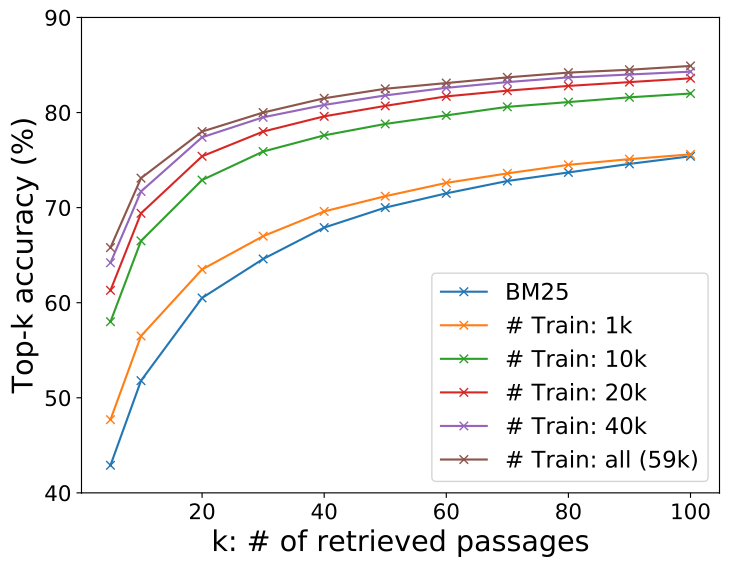 90
80
70
60
50
40
Top-k accuracy (%)
BM25
# Train: 1k
# Train: 10k
# Train: 20k
# Train: 40k
# Train: all (59k)
20
40
60
80
100
k: # of retrieved passages